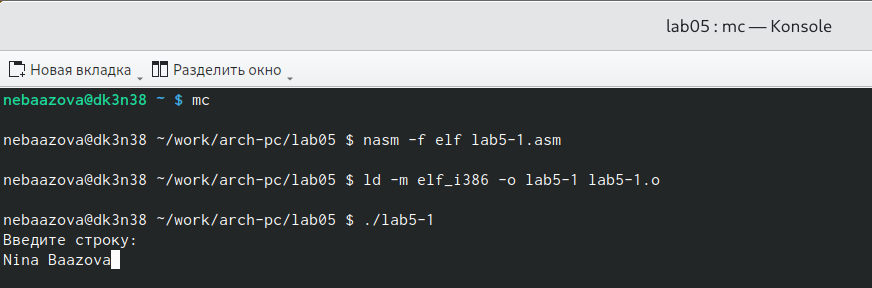 lab05 : mc — Konsole
Новая вкладка Разделить окно
nebaazova@dk3n38 ~ $ mc
nebaazova@dk3n38 ~/work/arch-pc/lab05 $ nasm -f elf lab5-1.asm
nebaazova@dk3n38 ~/work/arch-pc/lab05 $ ld -m elf_i386 -o lab5-1 lab5-1.o
nebaazova@dk3n38 ~/work/arch-pc/lab05 $ ./lab5-1
Введите строку:
Nina Baazova